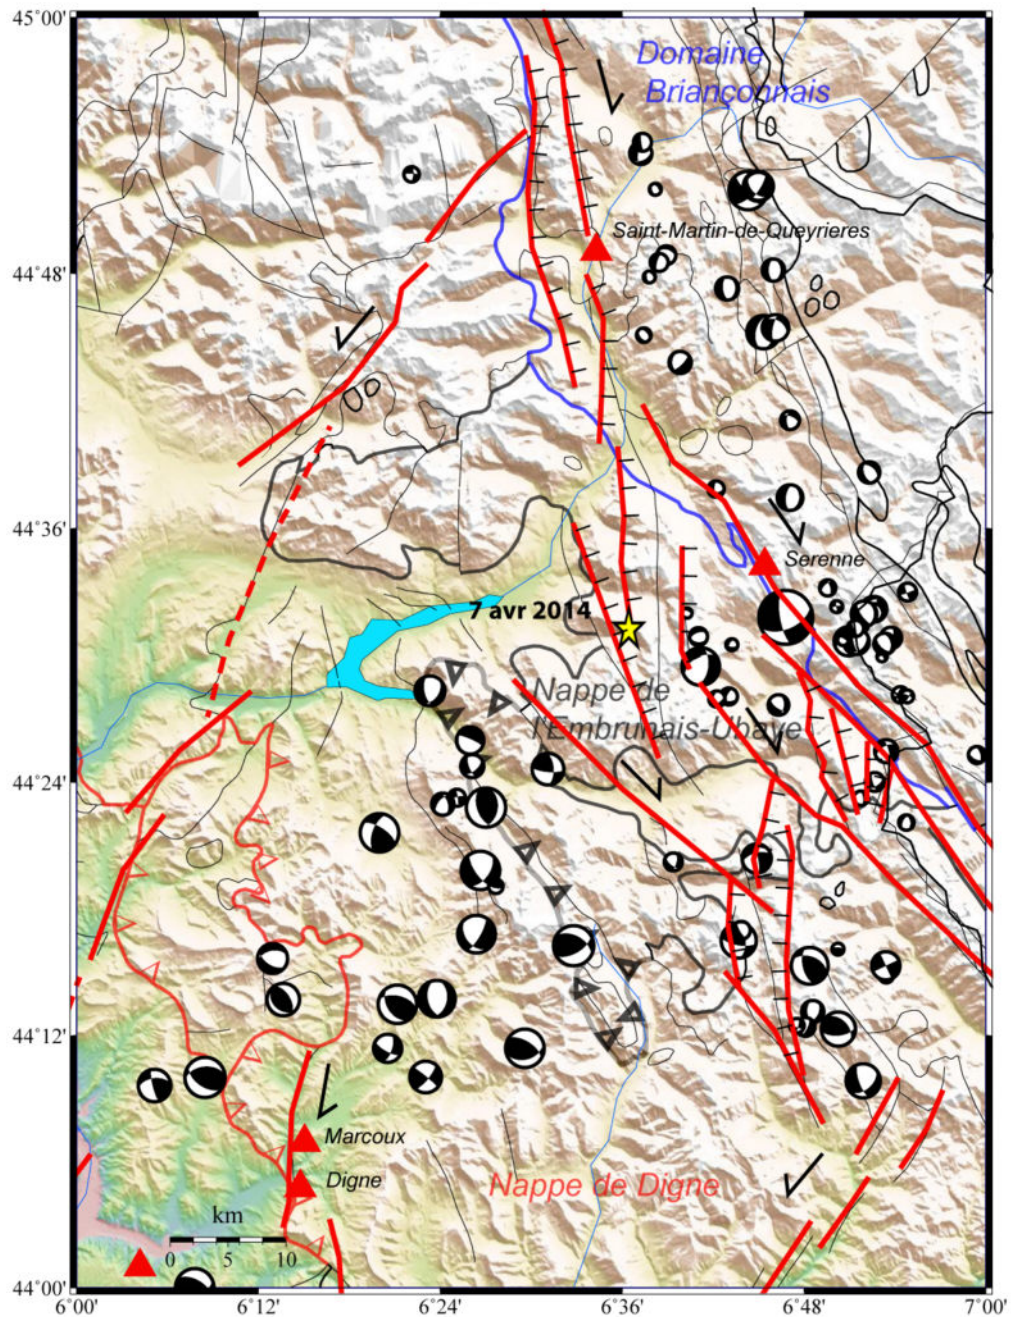 45°00'
Domaine
Briançonnais
Saint-Martin-de-Queyrieres
44°48'
44°36'
Serenne
7 avr 2014
Nappe de
l'Embrunais-Ubaye
44°24'
44°12'
Marcoux
Digne
Nappe de Digne
km
0 5 10
44°00'
6°00' 6°12' 6°24' 6°36' 6°48' 7°00'